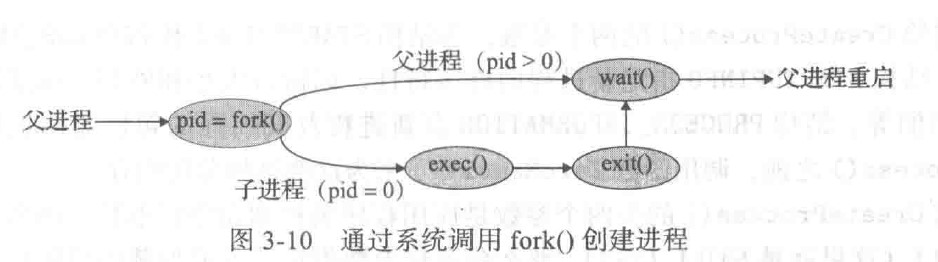 父进程（pid > 0）
wait()
父进程重启
父进程
pid = fork()
exec()
exit()
子进程（pid = 0）
图 3-10 通过系统调用 fork() 创建进程